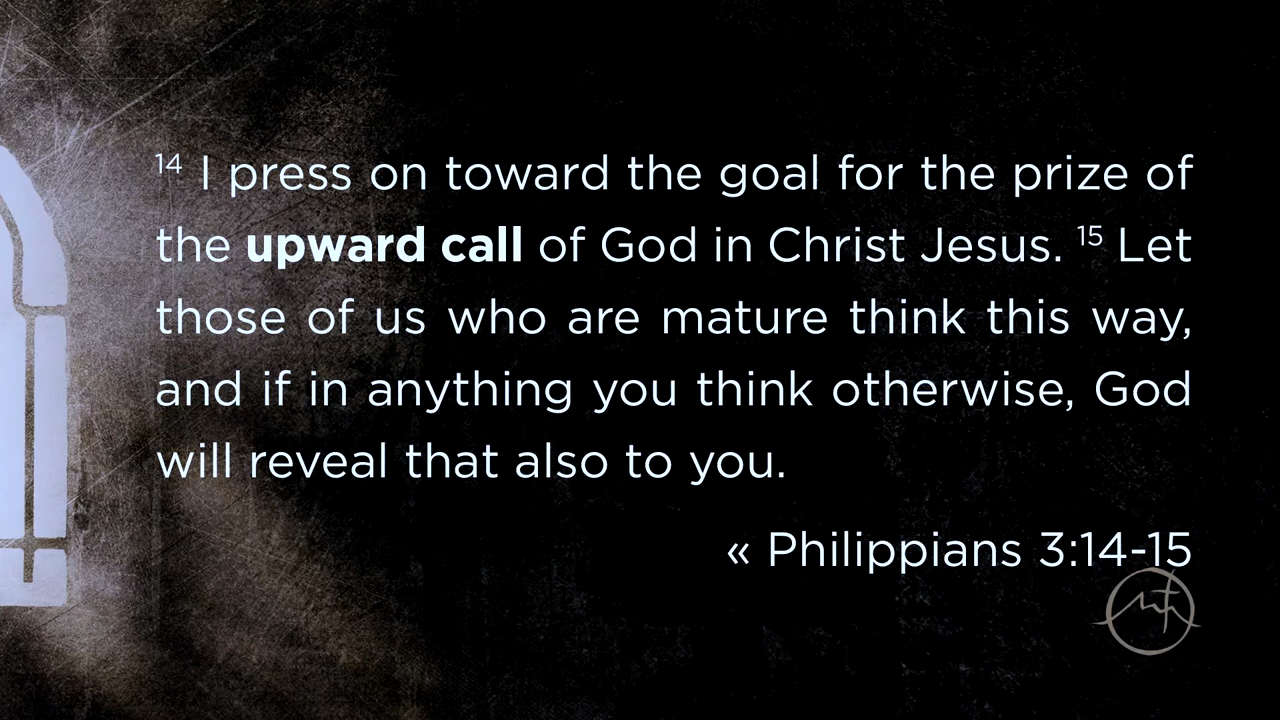 ¹⁴ I press on toward the goal for the prize of
the upward call of God in Christ Jesus. ¹⁵ Let
those of us who are mature think this way,
and if in anything you think otherwise, God
will reveal that also to you.
« Philippians 3:14-15